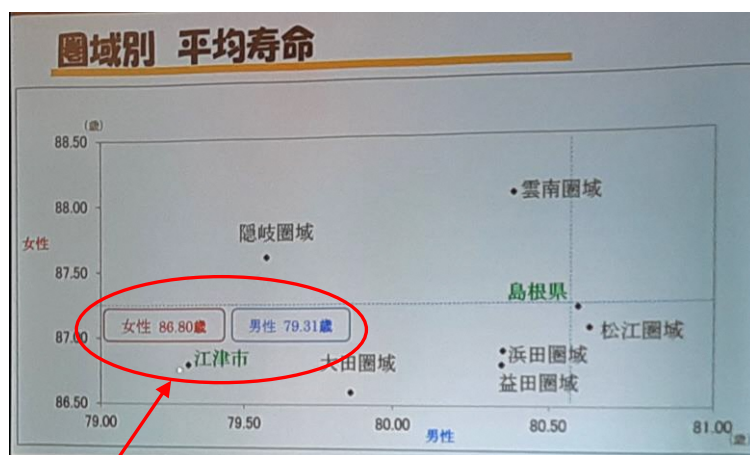 圏域別 平均寿命
(歳)
88.50
88.00
87.50
87.00
86.50
女性
雲南圏域
隠岐圏域
島根県
女性 86.80歳 男性 79.31歳
松江圏域
江津市
大田圏域
浜田圏域
益田圏域
79.00 79.50 80.00 80.50 81.00
男性
(歳)